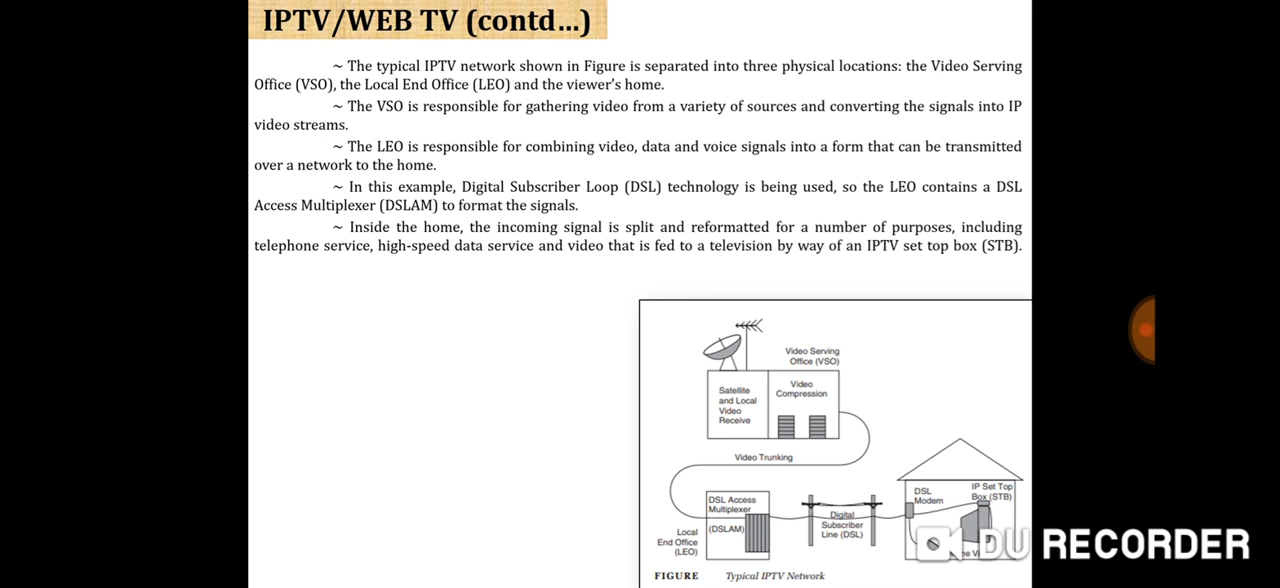 IPTV/WEB TV (contd...)
~ The typical IPTV network shown in Figure is separated into three physical locations: the Video Serving
Office (VSO), the Local End Office (LEO) and the viewer's home.
~ The VSO is responsible for gathering video from a variety of sources and converting the signals into IP
video streams.
~ The LEO is responsible for combining video, data and voice signals into a form that can be transmitted
over a network to the home.
~ In this example, Digital Subscriber Loop (DSL) technology is being used, so the LEO contains a DSL
Access Multiplexer (DSLAM) to format the signals.
~ Inside the home, the incoming signal is split and reformatted for a number of purposes, including
telephone service, high-speed data service and video that is fed to a television by way of an IPTV set top box (STB).
Video Serving
Office (VSO)
Satellite
and Local
Video
Receive
Video
Compression
Video Trunking
DSL Access
Multiplexer
(DSLAM)
Local
End Office
(LEO)
Digital
Subscriber
Line (DSL)
DSL
Modem
IP Set Top
Box (STB)
DU RECORDER
FIGURE Typical IPTV Network